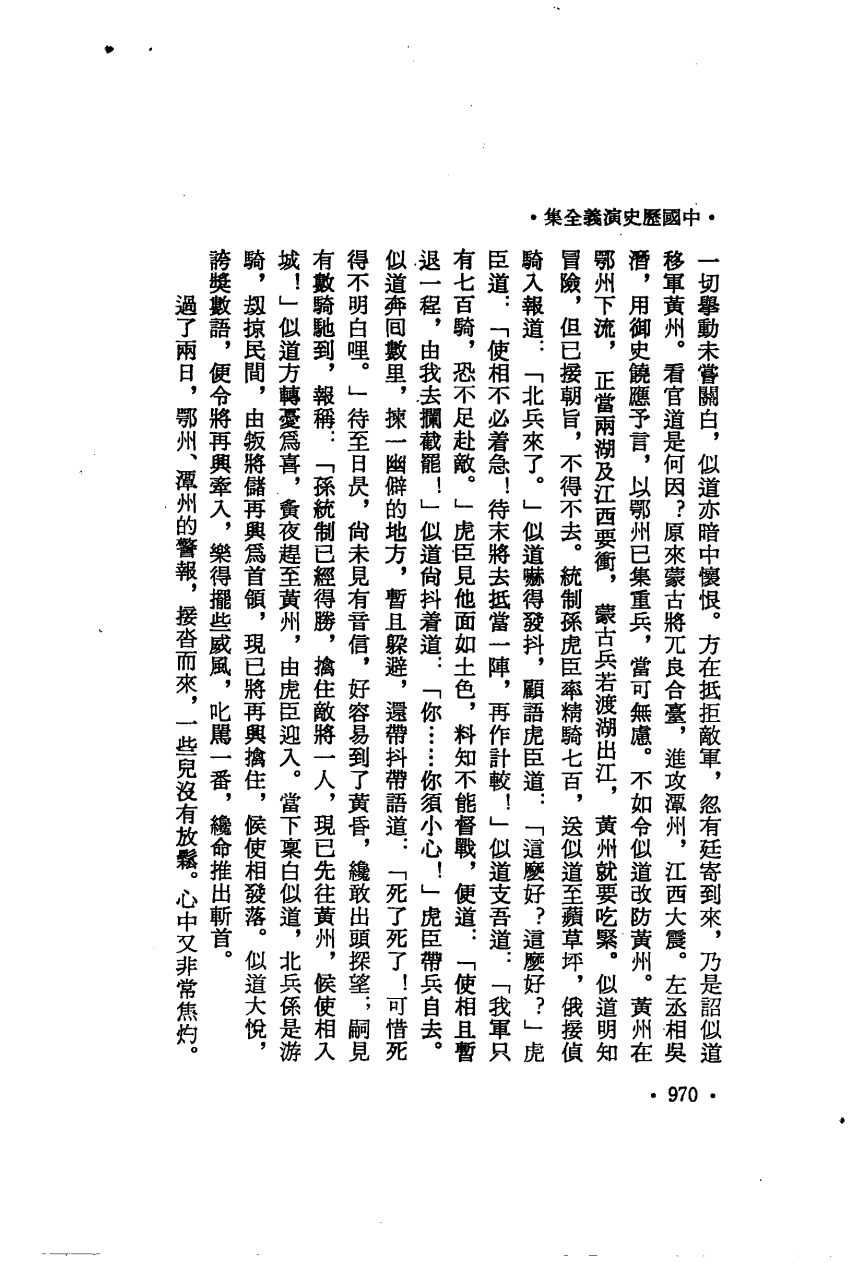 •中國歷史演義全集•
一切舉動未嘗關白，似道亦暗中懷恨。方在抵拒敵軍，忽有廷寄到來，乃是詔似道
移軍黃州。看官道是何因？原來蒙古將兀良合臺，進攻潭州，江西大震。左丞相吳
潛，用御史饒應予言，以鄂州已集重兵，當可無慮。不如令似道改防黃州。黃州在
鄂州下流，正當兩湖及江西要衝，蒙古兵若渡湖出江，黃州就要吃緊。似道明知
冒險，但已接朝旨，不得不去。統制孫虎臣率精騎七百，送似道至蘋草坪，俄接偵
騎入報道：「北兵來了。」似道嚇得發抖，顧語虎臣道：「這麼好？這麼好？」虎
臣道：「使相不必着急！待末將去抵當一陣，再作計較！」似道支吾道：「我軍只
有七百騎，恐不足赴敵。」虎臣見他面如土色，料知不能督戰，便道：「使相且暫
退一程，由我去攔截罷！」似道尙抖着道：「你……你須小心！」虎臣帶兵自去。
似道奔回數里，揀一幽僻的地方，暫且躱避，還帶抖帶語道：「死了死了！可惜死
得不明白哩。」待至日昃，尙未見有音信，好容易到了黃昏，纔敢出頭探望；嗣見
有數騎馳到，報稱：「孫統制已經得勝，擒住敵將一人，現已先往黃州，候使相入
城！」似道方轉憂爲喜，夤夜趕至黃州，由虎臣迎入。當下稟白似道，北兵係是游
騎，刼掠民間，由叛將儲再興爲首領，現已將再興擒住，候使相發落。似道大悅，
誇獎數語，便令將再興牽入，樂得擺些威風，叱罵一番，纔命推出斬首。
過了兩日，鄂州、潭州的警報，接沓而來，一些兒沒有放鬆。心中又非常焦灼。
•970•